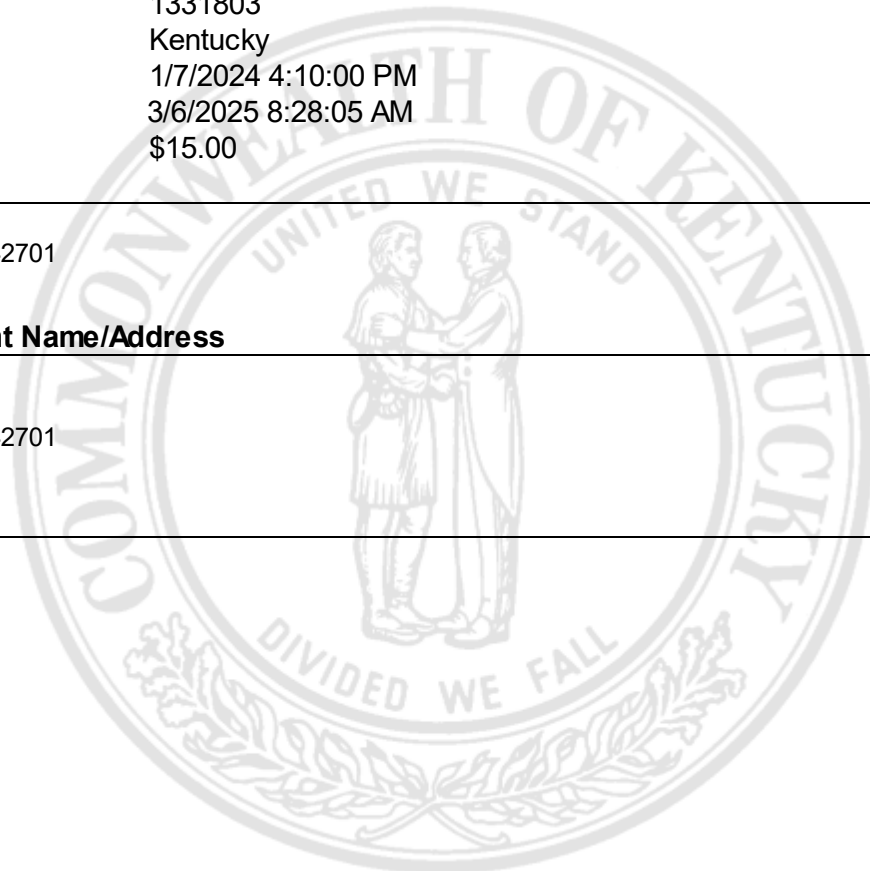 1331803
Kentucky
1/7/2024 4:10:00 PM
3/6/2025 8:28:05 AM
$15.00
2701
t Name/Address
2701
COMMONWEALTH OF KENTUCKY
UNITED WE STAND
DIVIDED WE FALL